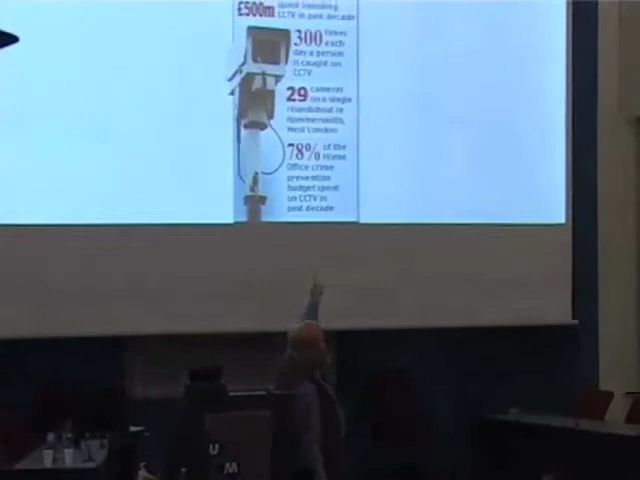 £500m spent installing
CCTV in past decade
300 times
each
day a person
is caught on
CCTV
29 cameras
on a single
roundabout in
Hammersmith,
West London
78% of the
Home
Office crime
prevention
budget spent
on CCTV in
past decade
U
M